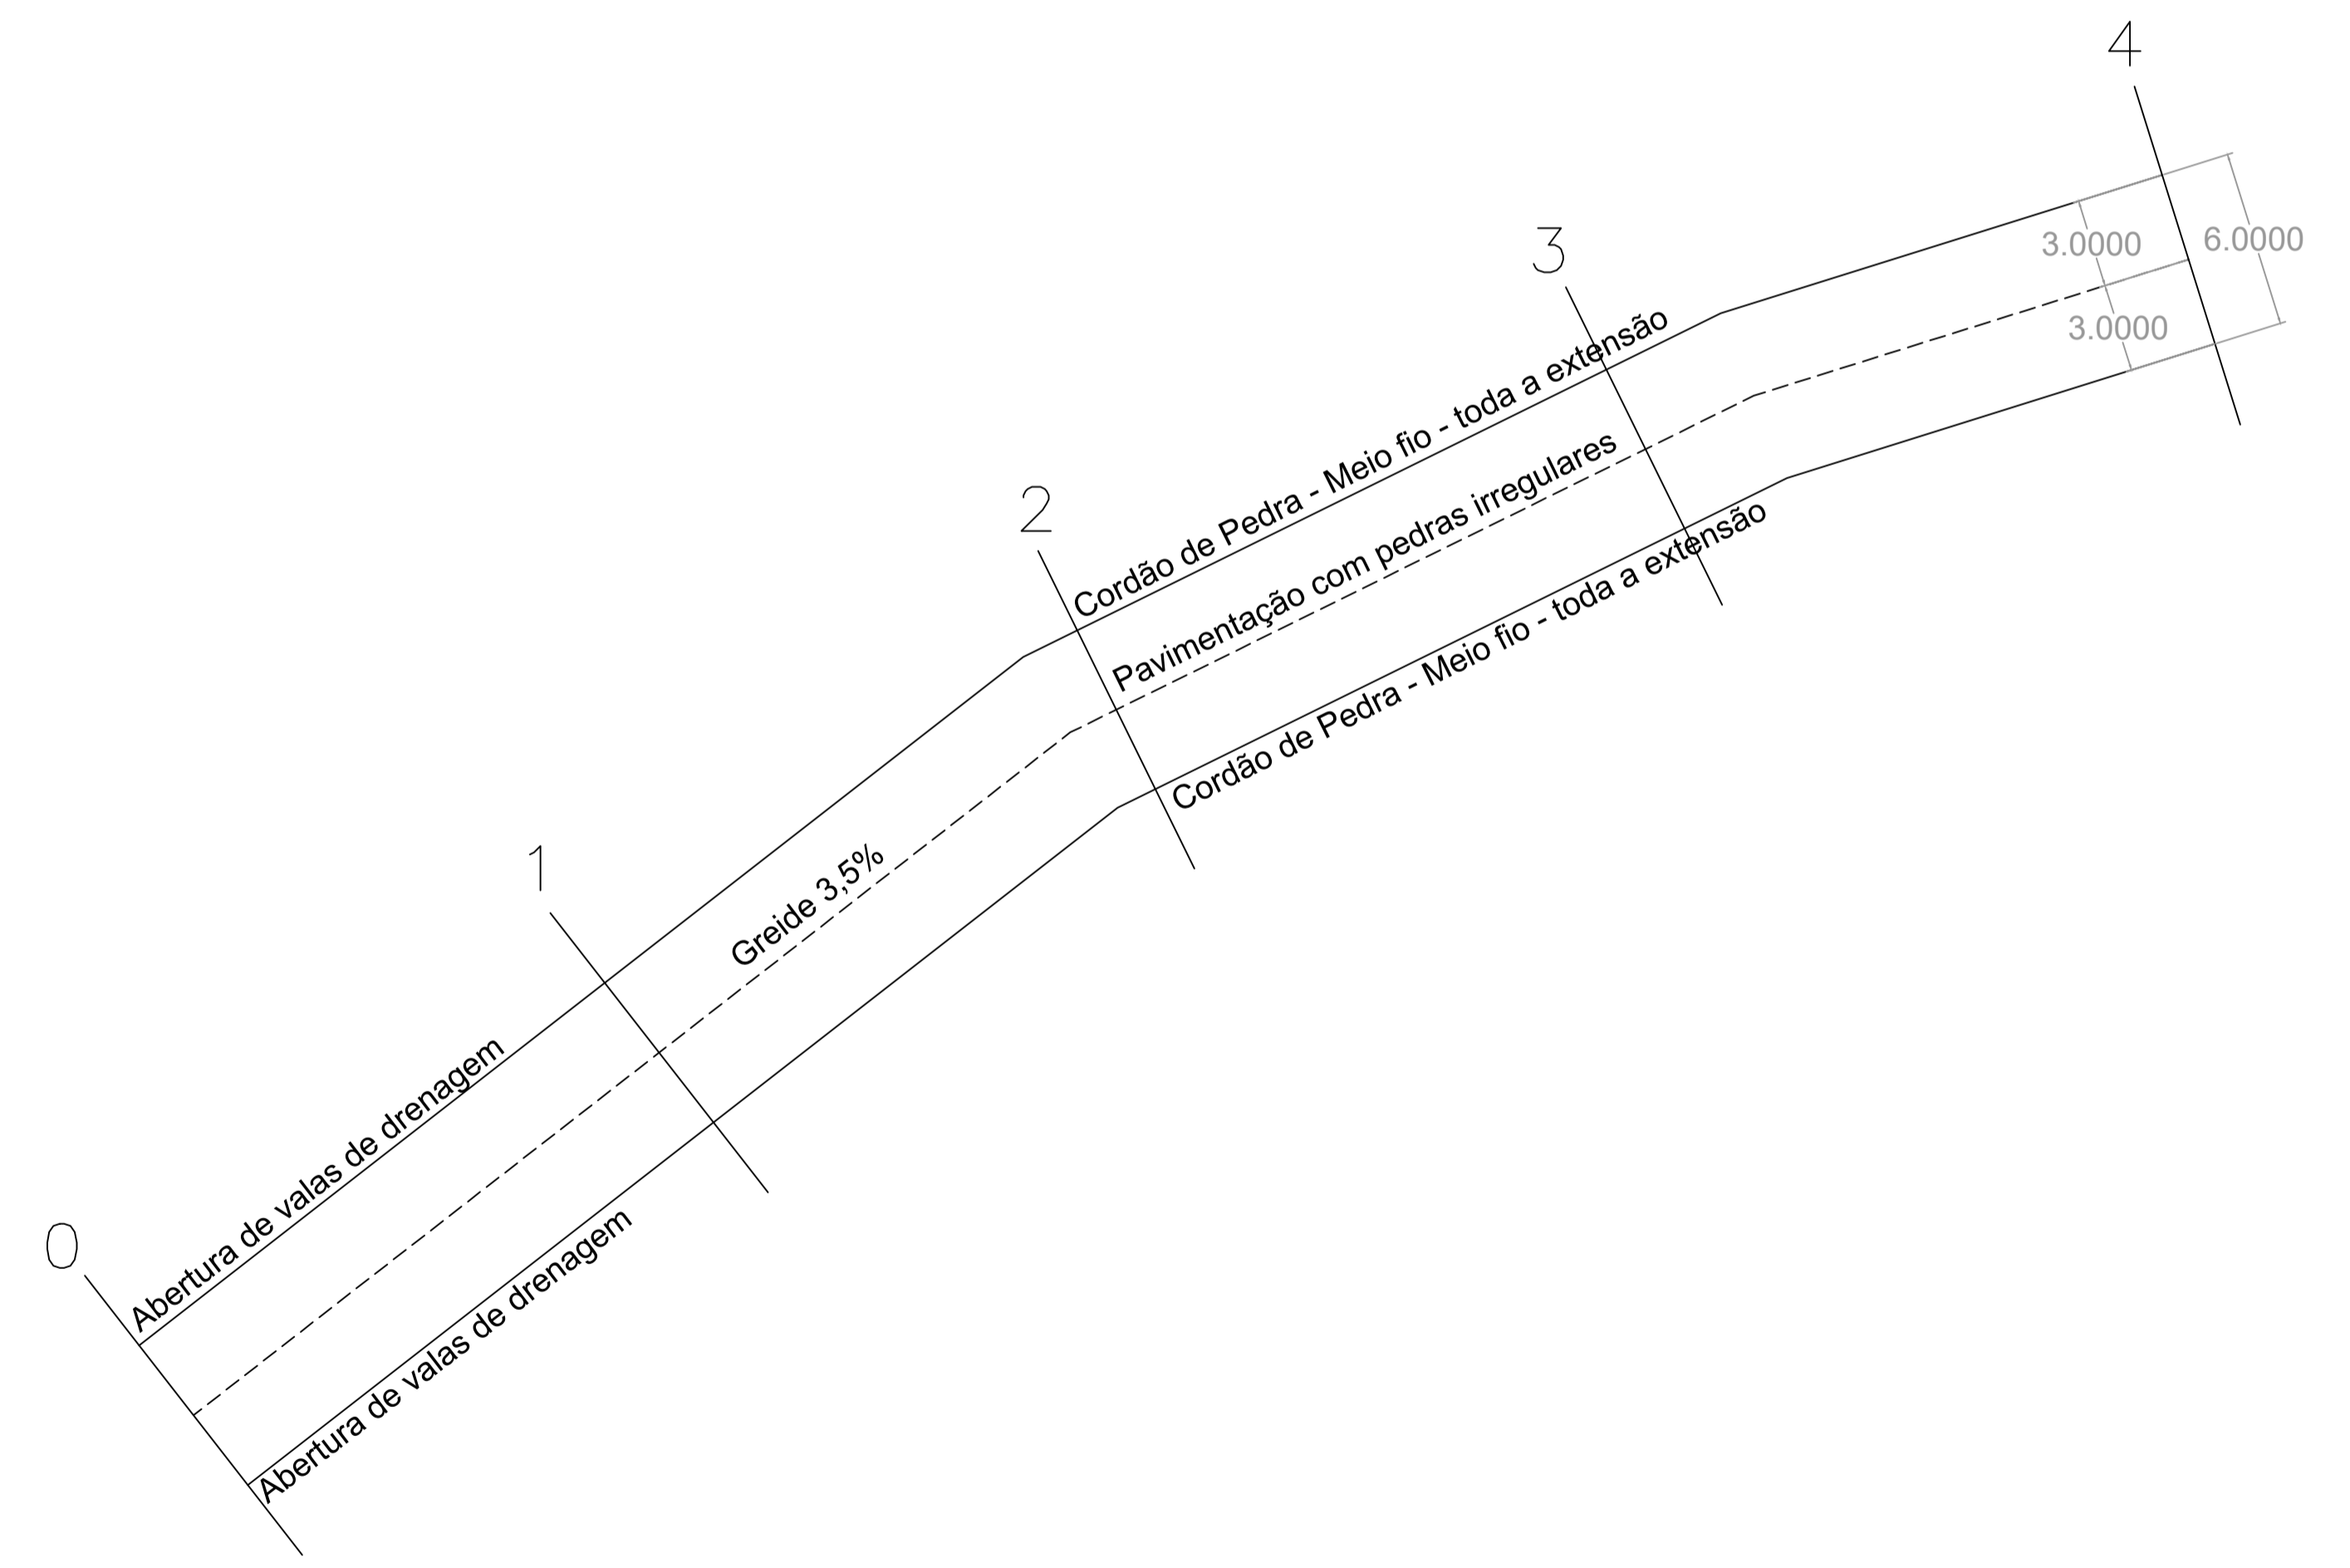 4
3.0000
6.0000
3.0000
3
Cordão de Pedra - Meio fio - toda a extensão
Pavimentação com pedras irregulares
Cordão de Pedra - Meio fio - toda a extensão
2
Greide 3,5%
1
Abertura de valas de drenagem
Abertura de valas de drenagem
0